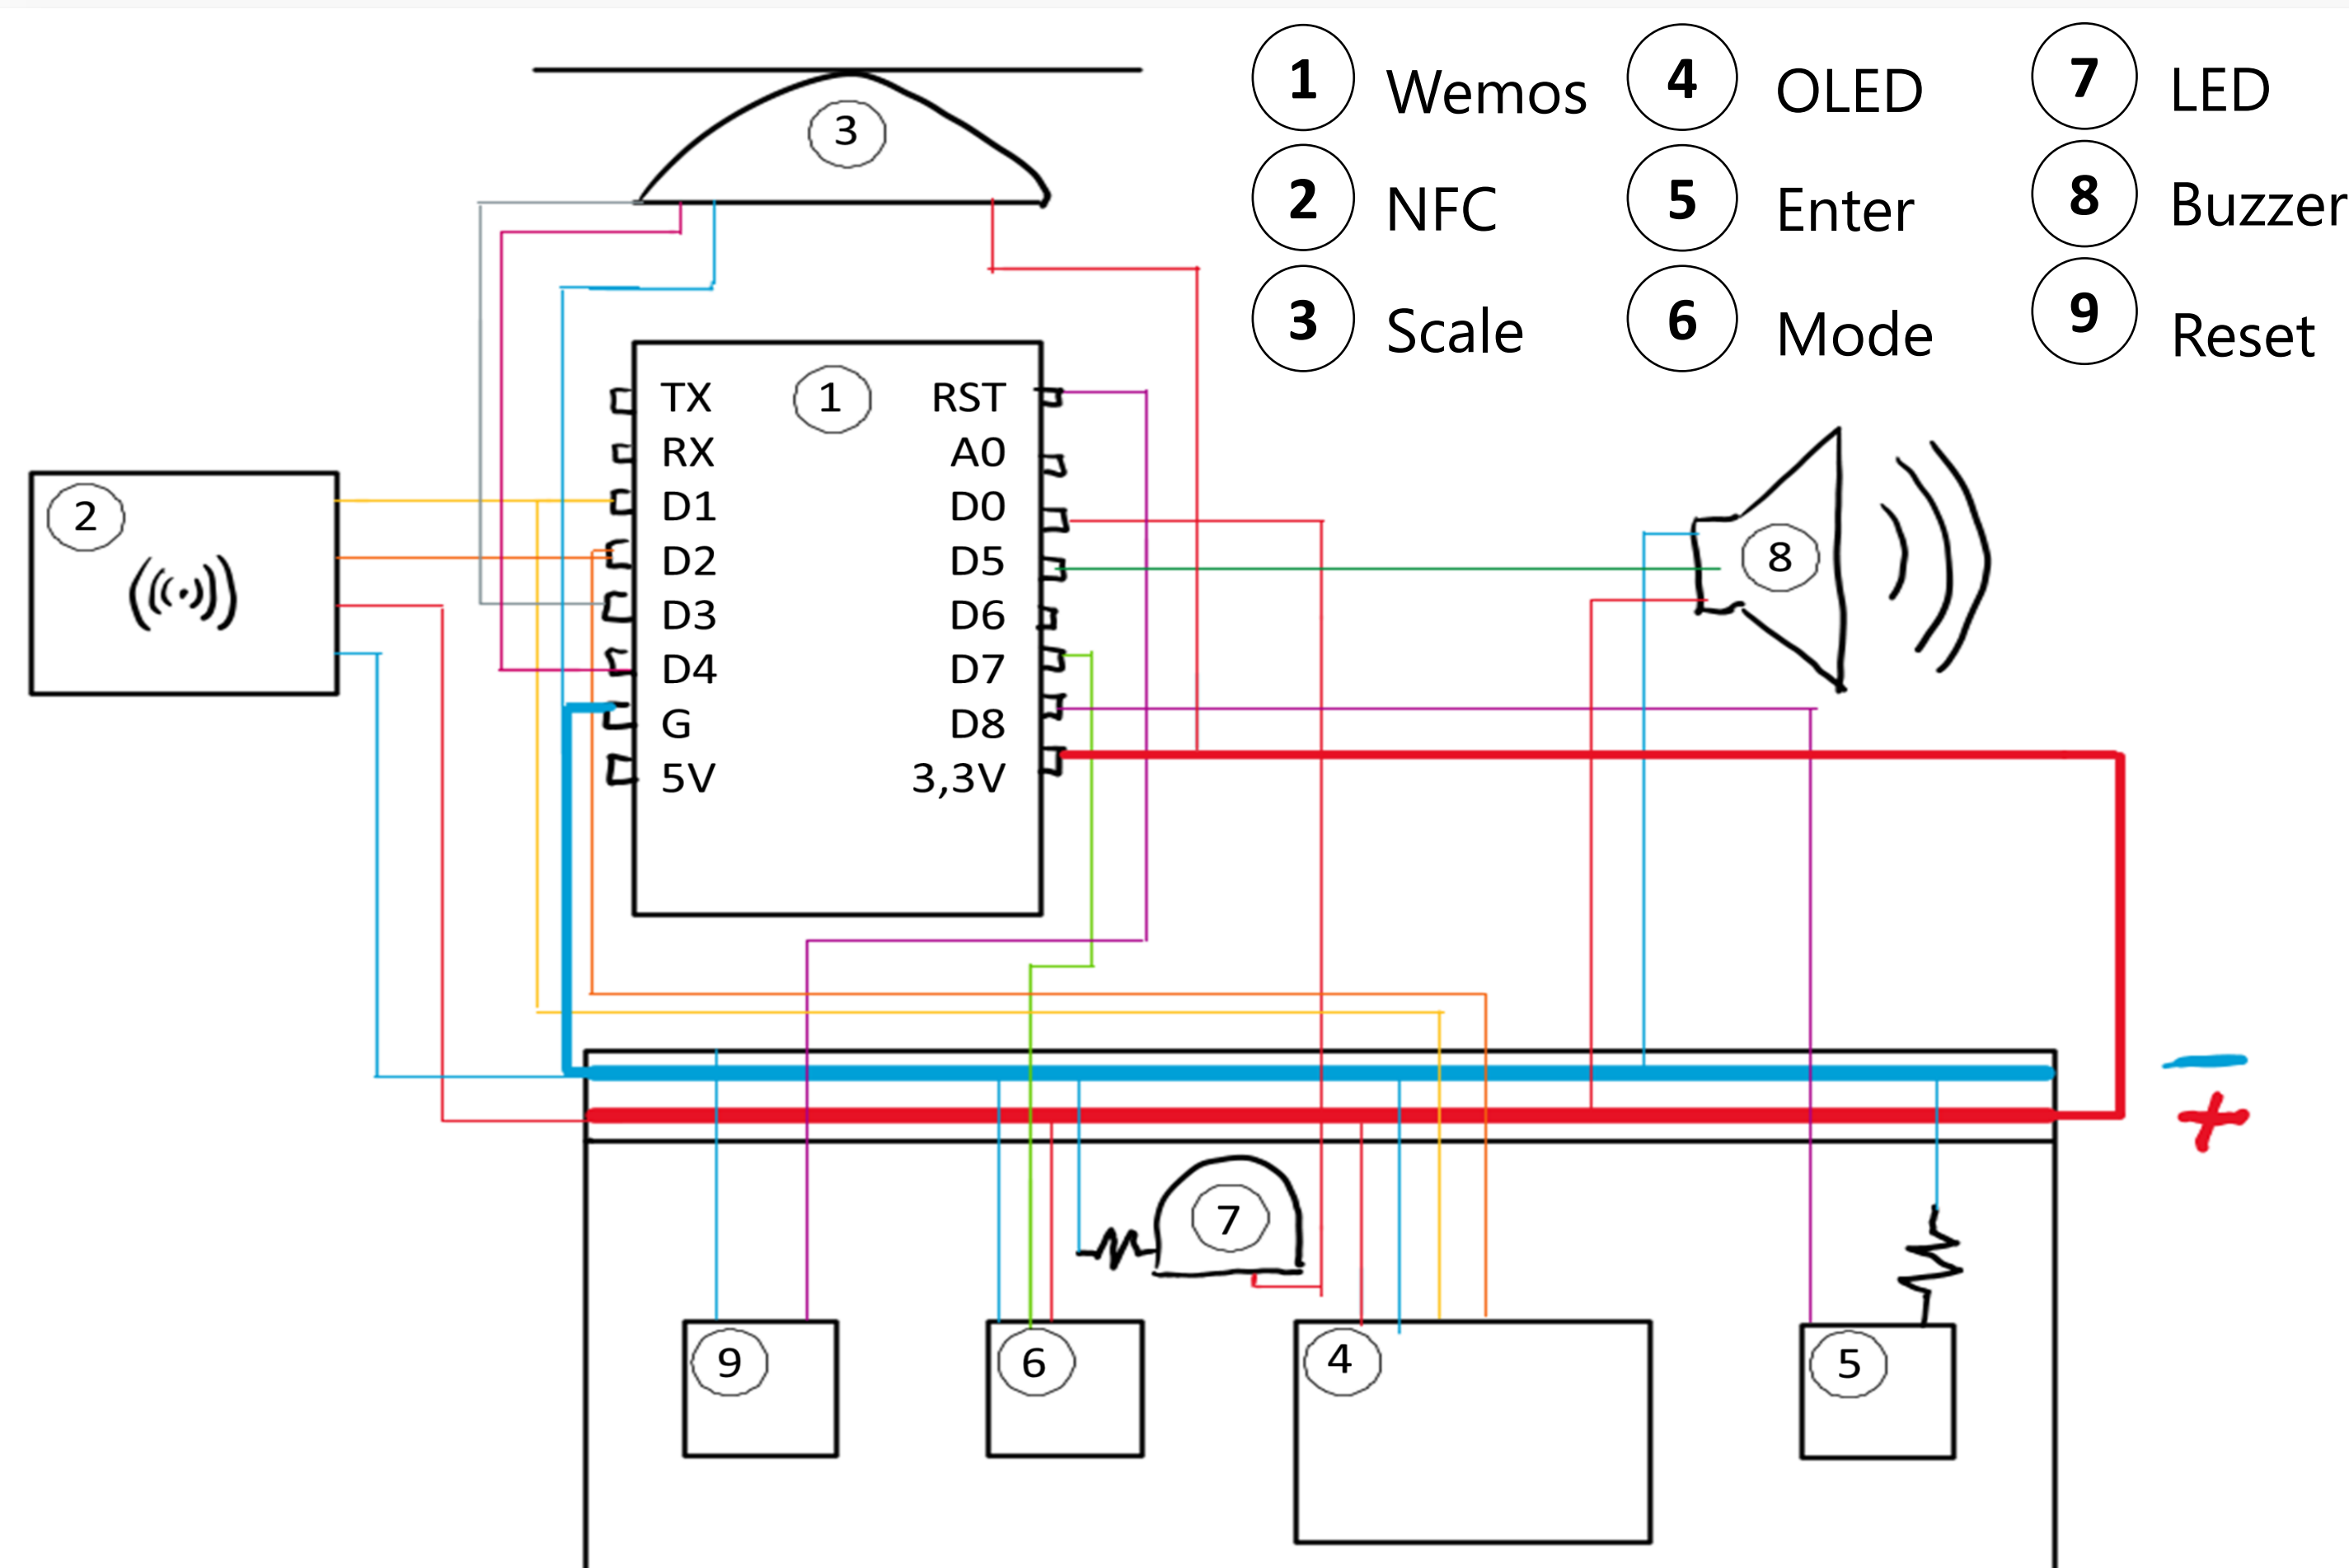 1 Wemos 4 OLED 7 LED
2 NFC 5 Enter 8 Buzzer
3 Scale 6 Mode 9 Reset
3
1
TX RST
RX A0
D1 D0
D2 D5
D3 D6
D4 D7
G D8
5V 3,3V
2
8
−
+
7
9
6
4
5